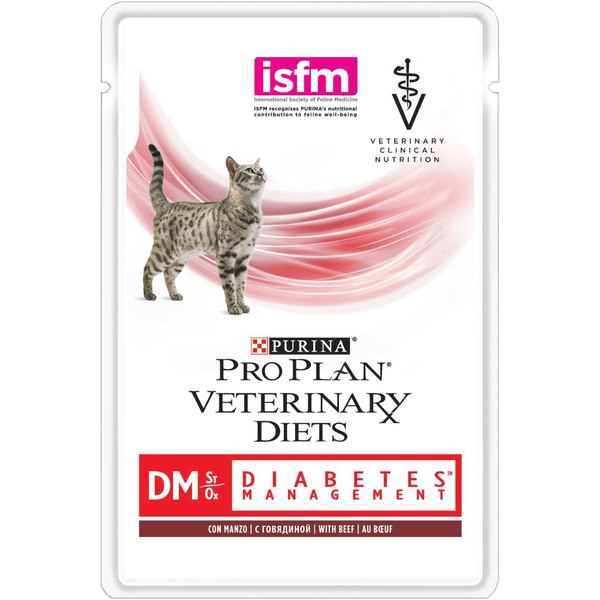 isfm
International Society of Feline Medicine
ISFM recognises PURINA's nutritional
contribution to feline well-being
VETERINARY
CLINICAL
NUTRITION
PURINA®
PRO PLAN®
VETERINARY
DIETS
DM ST/OX
DIABETES™
MANAGEMENT
CON MANZO | С ГОВЯДИНОЙ | WITH BEEF | AU BŒUF